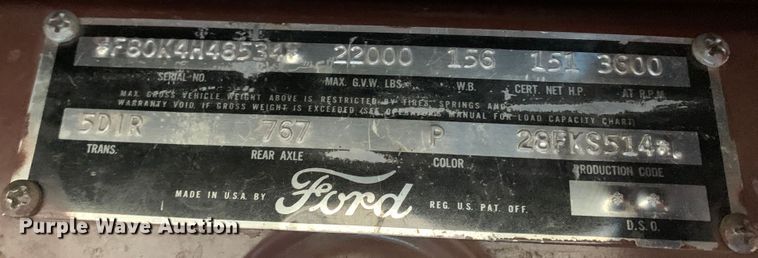 22000 156 151 3600
SERIAL NO. MAX. G.V.W. LBS. W.B. CERT. NET H.P. AT R.P.M.
MAX. GROSS VEHICLE WEIGHT ABOVE IS RESTRICTED BY TIRES, SPRINGS AND
WARRANTY VOID IF GROSS WEIGHT IS EXCEEDED (SEE OPERATORS MANUAL FOR LOAD CAPACITY CHART)
5D1R 767 P
TRANS. REAR AXLE COLOR PRODUCTION CODE
MADE IN U.S.A. BY Ford REG. U.S. PAT. OFF.
** D.S.O.
Purple Wave Auction